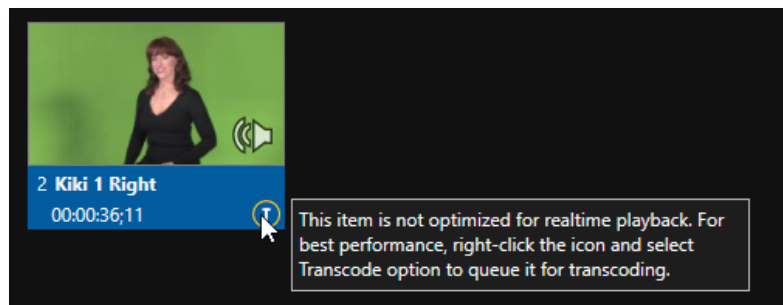 2 Kiki 1 Right
00:00:36;11
T
This item is not optimized for realtime playback. For
best performance, right-click the icon and select
Transcode option to queue it for transcoding.